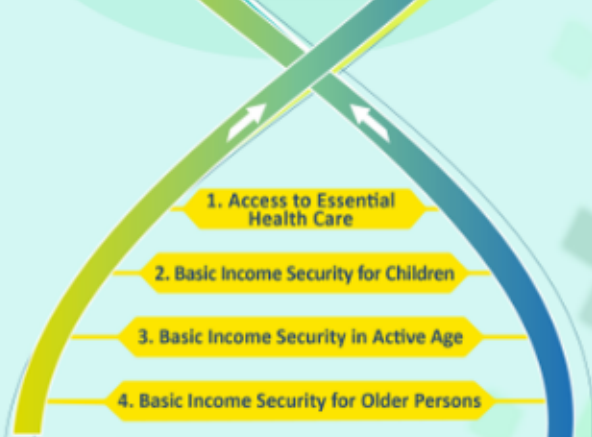 1. Access to Essential
Health Care
2. Basic Income Security for Children
3. Basic Income Security in Active Age
4. Basic Income Security for Older Persons